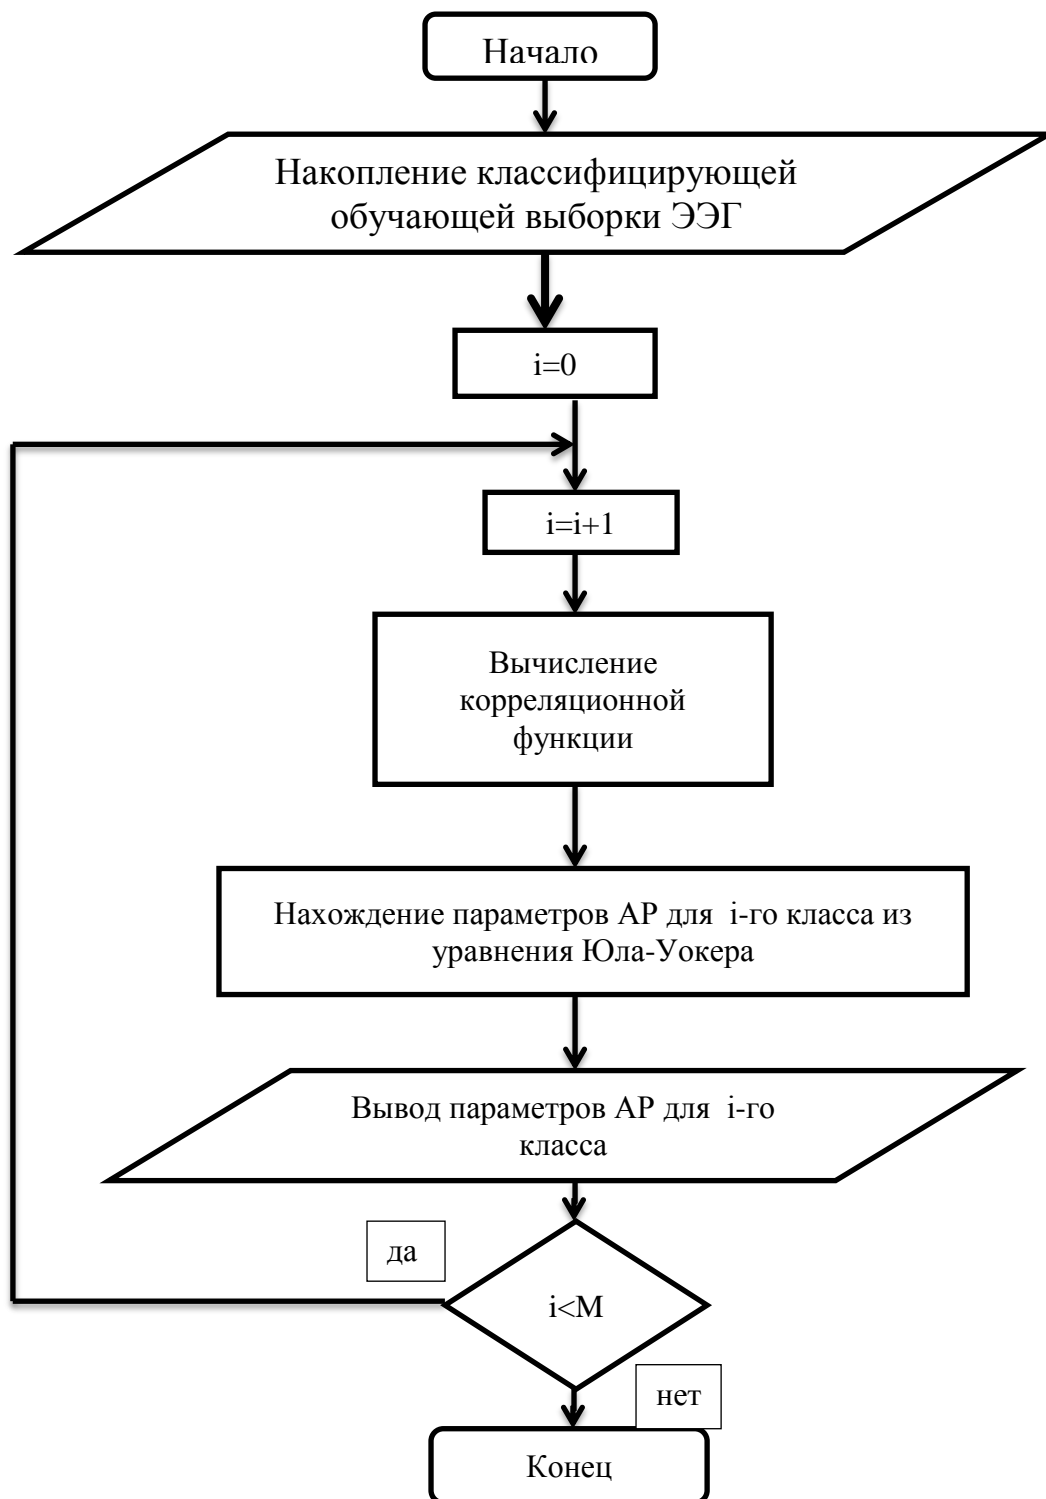 Начало
Накопление классифицирующей
обучающей выборки ЭЭГ
i=0
i=i+1
Вычисление
корреляционной
функции
Нахождение параметров АР для i-го класса из
уравнения Юла-Уокера
Вывод параметров АР для i-го
класса
да
i<M
нет
Конец